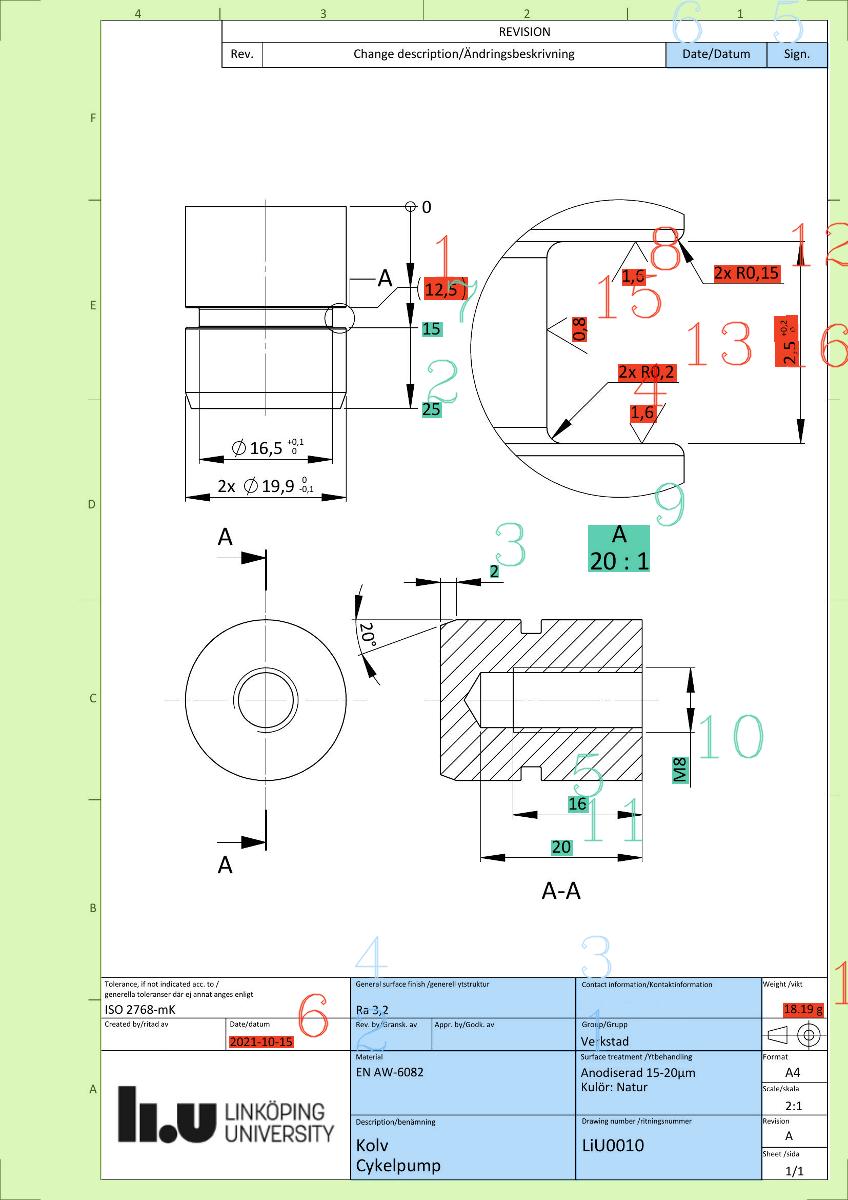 4 3 2 1
REVISION
Rev. Change description/Ändringsbeskrivning Date/Datum Sign.
6 5
F
E
D
C
B
A
0
A
1
(12,5)
7
15
2
25
Ø 16,5 +0,1 0
2x Ø 19,9 0 -0,1
8
1,6
2x R0,15
12
15
0,8
13
2,5 +0,2 0
16
2x R0,2
4
1,6
9
A
20 : 1
A
A
3
2
20°
10
M8
5
16
11
20
A-A
4 3
Tolerance, if not indicated acc. to /
generella toleranser där ej annat anges enligt
ISO 2768-mK
General surface finish /generell ytstruktur
Ra 3,2
Contact information/Kontaktinformation
Weight /vikt
18.19 g
1
6
Created by/ritad av
Date/datum
2021-10-15
Rev. by/Gransk. av
2
Appr. by/Godk. av
Group/Grupp
1
Verkstad
Material
EN AW-6082
Surface treatment /Ytbehandling
Anodiserad 15-20µm
Kulör: Natur
Format
A4
Scale/skala
2:1
LINKÖPING
UNIVERSITY
Description/benämning
Kolv
Cykelpump
Drawing number /ritningsnummer
LiU0010
Revision
A
Sheet /sida
1/1
li.u